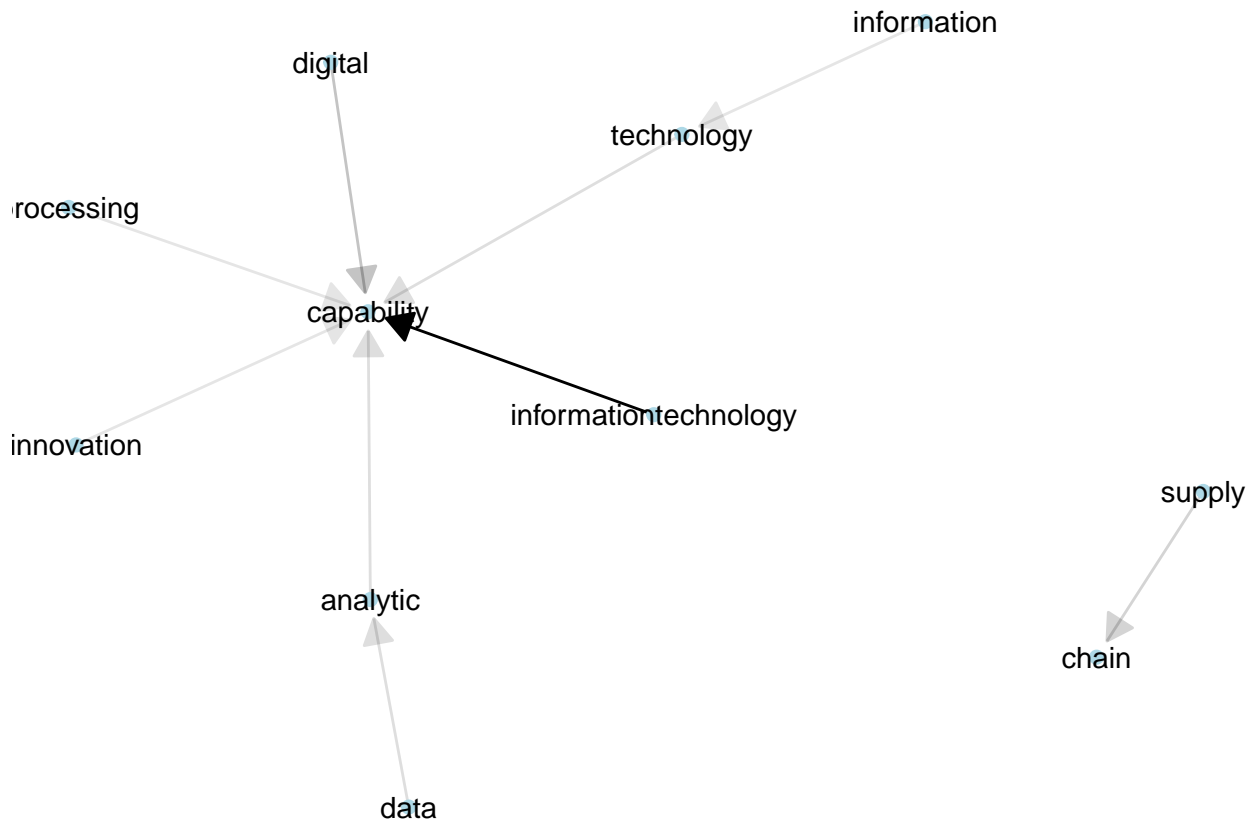 information
digital
technology
rocessing
capability
informationtechnology
innovation
supply
analytic
chain
data